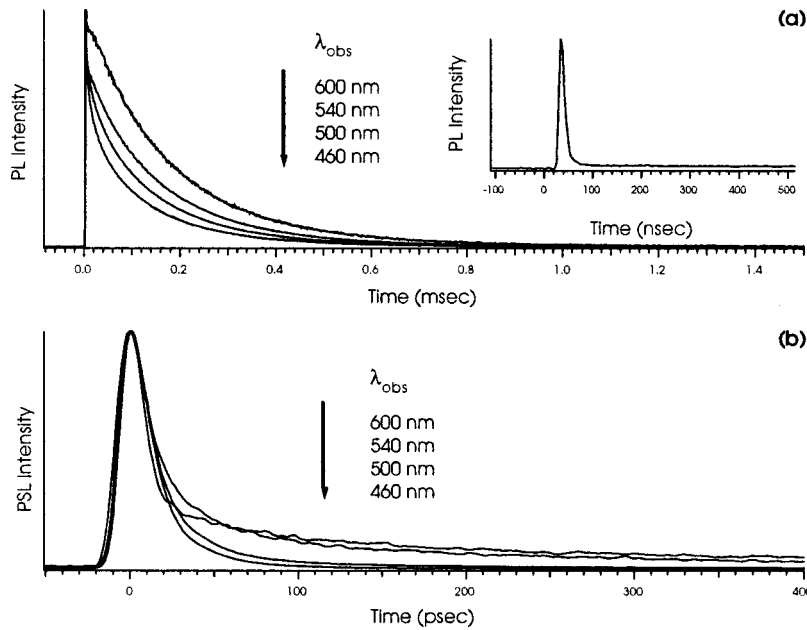 (a)
PL Intensity
λobs
600 nm
540 nm
500 nm
460 nm
0.0 0.2 0.4 0.6 0.8 1.0 1.2 1.4
Time (msec)
PL Intensity
-100 0 100 200 300 400 500
Time (nsec)
(b)
PSL Intensity
λobs
600 nm
540 nm
500 nm
460 nm
0 100 200 300 400
Time (psec)